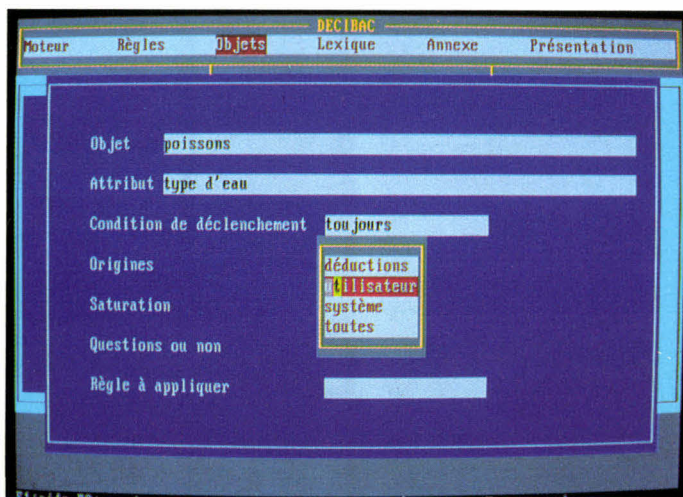 DECIBAC
Moteur Règles Objets Lexique Annexe Présentation
Objet poissons
Attribut type d'eau
Condition de déclenchement toujours
Origines
déductions
utilisateur
Saturation
système
toutes
Questions ou non
Règle à appliquer